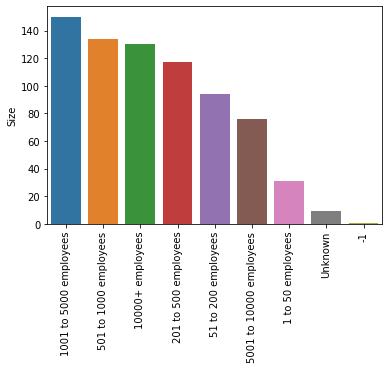 140
120
100
80
60
40
20
0
Size
1001 to 5000 employees
501 to 1000 employees
10000+ employees
201 to 500 employees
51 to 200 employees
5001 to 10000 employees
1 to 50 employees
Unknown
-1